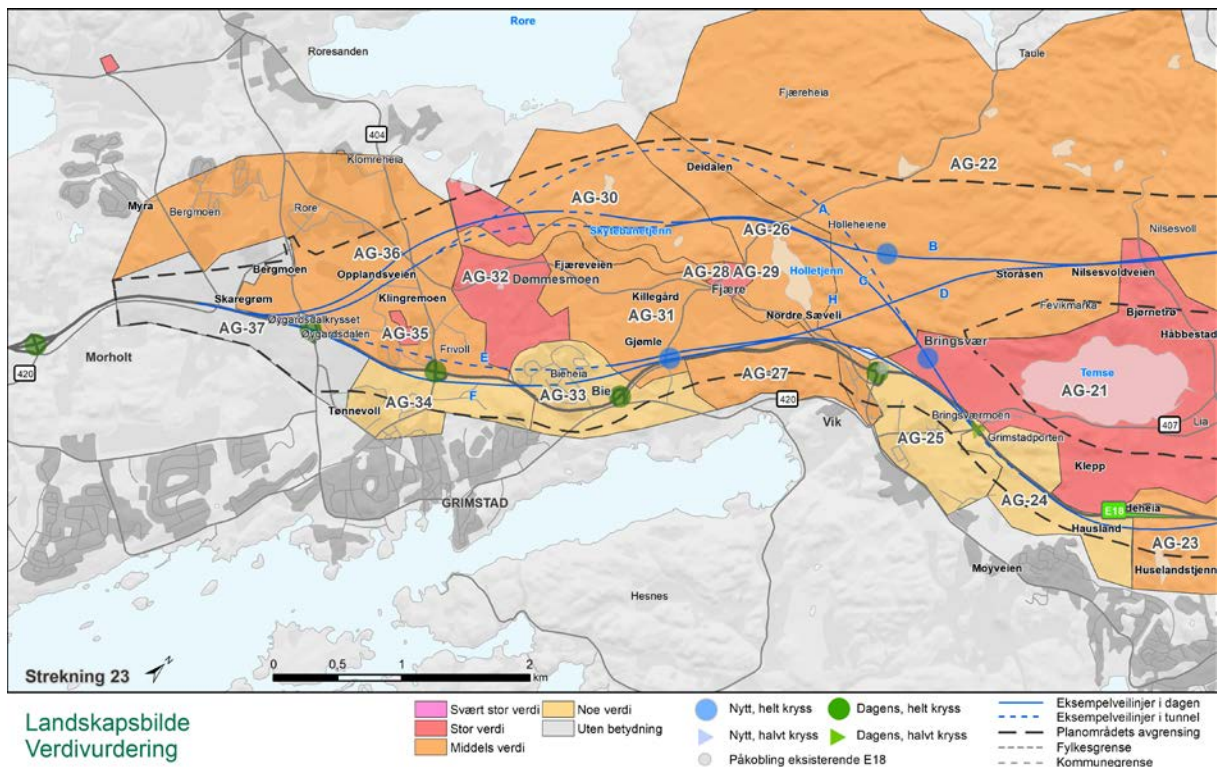 Rore
Roresanden
Taule
Fjæreheia
404
Klomreheia
Deidalen
AG-22
Myra
Bergmoen
Rore
AG-30
A
Nilsesvoll
Skytebanetjenn
AG-26
Holleheiene
AG-36
B
Bergmoen
Opplandsveien
Fjæreveien
AG-28 AG-29
Holletjenn
Storåsen
Nilsesvoldveien
AG-32
Dømmesmoen
Fjære
C
D
Skaregrøm
Klingremoen
Killegård
H
Fevikmarka
Bjørnetrø
Øygardsdalkrysset
AG-31
Nordre Sæveli
AG-37
Øygardsdalen
AG-35
Håbbestad
Gjømle
Bringsvær
Morholt
Frivoll
E
Temse
420
Bieheia
AG-27
AG-21
F
AG-33
Bie
Tønnevoll
AG-34
420
Bringsværmoen
Vik
Lia
AG-25
Grimstadporten
407
Klepp
GRIMSTAD
AG-24
E18
deheia
Hausland
AG-23
Moyveien
Huselandstjenn
Hesnes
Strekning 23
N
0 0,5 1 2
km
Landskapsbilde
Verdivurdering
Svært stor verdi
Stor verdi
Middels verdi
Noe verdi
Uten betydning
Nytt, helt kryss
Nytt, halvt kryss
Påkobling eksisterende E18
Dagens, helt kryss
Dagens, halvt kryss
Eksempelveilinjer i dagen
Eksempelveilinjer i tunnel
Planområdets avgrensing
Fylkesgrense
Kommunegrense